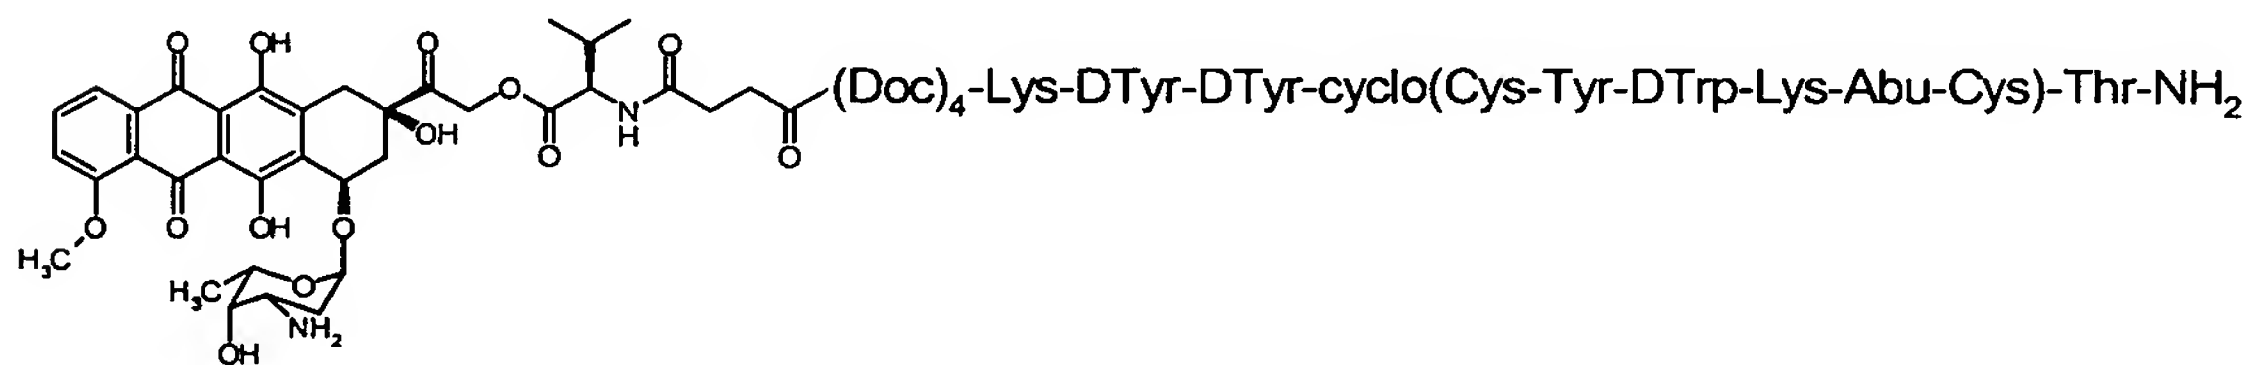 O OH O O
O O
(Doc)4-Lys-DTyr-DTyr-cyclo(Cys-Tyr-DTrp-Lys-Abu-Cys)-Thr-NH2
OH O N H O
O O OH O
H3C
H3C O
NH2
OH